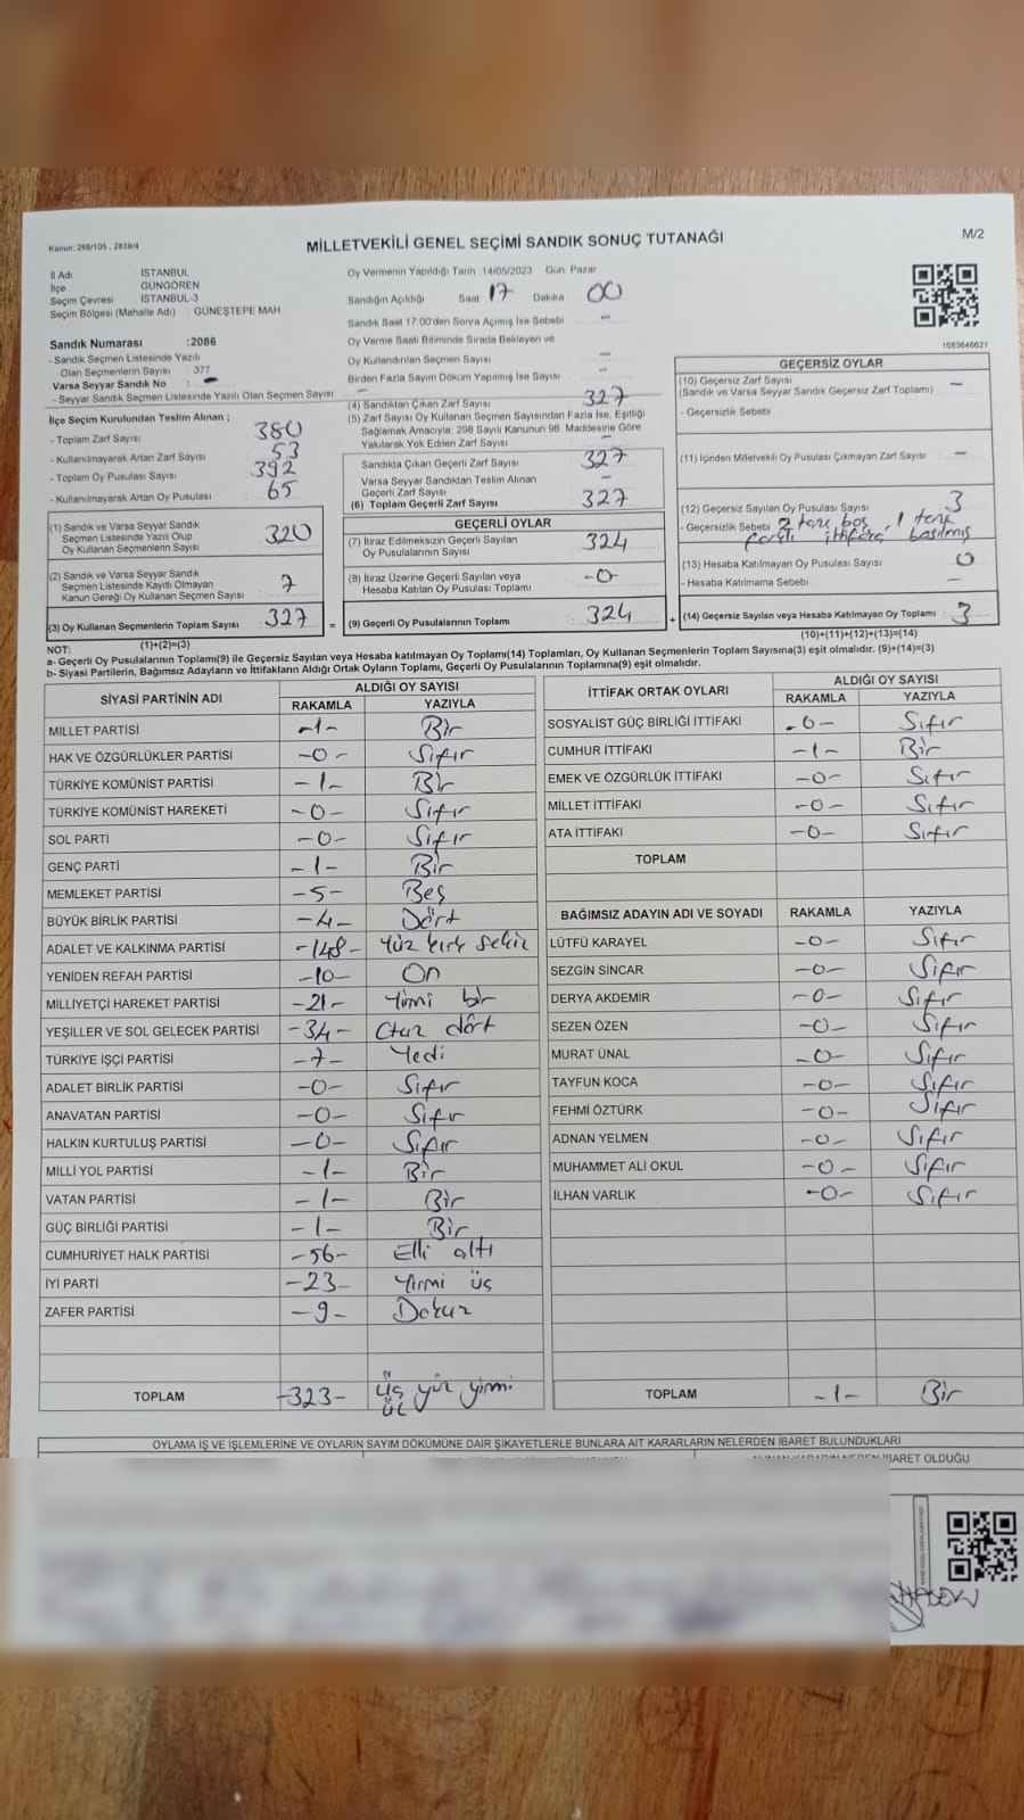 Kanun: 298/105 , 2839/4
MİLLETVEKİLİ GENEL SEÇİMİ SANDIK SONUÇ TUTANAĞI
M/2
İl Adı İSTANBUL
İlçe GÜNGÖREN
Seçim Çevresi İSTANBUL-3
Seçim Bölgesi (Mahalle Adı) GÜNEŞTEPE MAH
Oy Vermenin Yapıldığı Tarih 14/05/2023 Gün Pazar
Sandığın Açıldığı Saat 17 Dakika 00
Sandık Saat 17:00'den Sonra Açılmış İse Sebebi -
Sandık Numarası :2086
- Sandık Seçmen Listesinde Yazılı
Olan Seçmenlerin Sayısı 377
Varsa Seyyar Sandık No : -
- Seyyar Sandık Seçmen Listesinde Yazılı Olan Seçmen Sayısı -
Oy Verme Saati Bitiminde Sırada Bekleyen ve
Oy Kullandırılan Seçmen Sayısı -
Birden Fazla Sayım Döküm Yapılmış İse Sayısı -
(4) Sandıktan Çıkan Zarf Sayısı 327
(5) Zarf Sayısı Oy Kullanan Seçmen Sayısından Fazla İse, Eşitliği
Sağlamak Amacıyla; 298 Sayılı Kanunun 98. Maddesine Göre
Yakılarak Yok Edilen Zarf Sayısı -
İlçe Seçim Kurulundan Teslim Alınan ;
- Toplam Zarf Sayısı 380
- Kullanılmayarak Artan Zarf Sayısı 53
- Toplam Oy Pusulası Sayısı 392
- Kullanılmayarak Artan Oy Pusulası 65
Sandıkta Çıkan Geçerli Zarf Sayısı 327
Varsa Seyyar Sandıktan Teslim Alınan
Geçerli Zarf Sayısı -
(6) Toplam Geçerli Zarf Sayısı 327
1083646621
GEÇERSİZ OYLAR
(10) Geçersiz Zarf Sayısı -
(Sandık ve Varsa Seyyar Sandık Geçersiz Zarf Toplamı)
- Geçersizlik Sebebi
(11) İçinden Milletvekili Oy Pusulası Çıkmayan Zarf Sayısı -
(12) Geçersiz Sayılan Oy Pusulası Sayısı 3
- Geçersizlik Sebebi 2 tane boş, 1 tane
farklı ittifaka basılmış
(13) Hesaba Katılmayan Oy Pusulası Sayısı 0
- Hesaba Katılmama Sebebi -
(1) Sandık ve Varsa Seyyar Sandık
Seçmen Listesinde Yazılı Olup
Oy Kullanan Seçmenlerin Sayısı 320
(2) Sandık ve Varsa Seyyar Sandık
Seçmen Listesinde Kayıtlı Olmayan
Kanun Gereği Oy Kullanan Seçmen Sayısı 7
(3) Oy Kullanan Seçmenlerin Toplam Sayısı 327 =
(1)+(2)=(3)
GEÇERLİ OYLAR
(7) İtiraz Edilmeksizin Geçerli Sayılan
Oy Pusulalarının Sayısı 324
(8) İtiraz Üzerine Geçerli Sayılan veya
Hesaba Katılan Oy Pusulası Toplamı -0-
(9) Geçerli Oy Pusulalarının Toplamı 324 +
(14) Geçersiz Sayılan veya Hesaba Katılmayan Oy Toplamı 3
(10)+(11)+(12)+(13)=(14)
NOT:
a- Geçerli Oy Pusulalarının Toplamı(9) ile Geçersiz Sayılan veya Hesaba katılmayan Oy Toplamı(14) Toplamları, Oy Kullanan Seçmenlerin Toplam Sayısına(3) eşit olmalıdır. (9)+(14)=(3)
b- Siyasi Partilerin, Bağımsız Adayların ve İttifakların Aldığı Ortak Oyların Toplamı, Geçerli Oy Pusulalarının Toplamına(9) eşit olmalıdır.
SİYASİ PARTİNİN ADI ALDIĞI OY SAYISI
RAKAMLA YAZIYLA
MİLLET PARTİSİ -1- Bir
HAK VE ÖZGÜRLÜKLER PARTİSİ -0- Sıfır
TÜRKİYE KOMÜNİST PARTİSİ -1- Bir
TÜRKİYE KOMÜNİST HAREKETİ -0- Sıfır
SOL PARTİ -0- Sıfır
GENÇ PARTİ -1- Bir
MEMLEKET PARTİSİ -5- Beş
BÜYÜK BİRLİK PARTİSİ -4- Dört
ADALET VE KALKINMA PARTİSİ -148- Yüz kırk sekiz
YENİDEN REFAH PARTİSİ -10- On
MİLLİYETÇİ HAREKET PARTİSİ -21- Yirmi bir
YEŞİLLER VE SOL GELECEK PARTİSİ -34- Otuz dört
TÜRKİYE İŞÇİ PARTİSİ -7- Yedi
ADALET BİRLİK PARTİSİ -0- Sıfır
ANAVATAN PARTİSİ -0- Sıfır
HALKIN KURTULUŞ PARTİSİ -0- Sıfır
MİLLİ YOL PARTİSİ -1- Bir
VATAN PARTİSİ -1- Bir
GÜÇ BİRLİĞİ PARTİSİ -1- Bir
CUMHURİYET HALK PARTİSİ -56- Elli altı
İYİ PARTİ -23- Yirmi üç
ZAFER PARTİSİ -9- Dokuz
TOPLAM -323- Üç yüz yirmi
üç
İTTİFAK ORTAK OYLARI ALDIĞI OY SAYISI
RAKAMLA YAZIYLA
SOSYALİST GÜÇ BİRLİĞİ İTTİFAKI -0- Sıfır
CUMHUR İTTİFAKI -1- Bir
EMEK VE ÖZGÜRLÜK İTTİFAKI -0- Sıfır
MİLLET İTTİFAKI -0- Sıfır
ATA İTTİFAKI -0- Sıfır
TOPLAM
BAĞIMSIZ ADAYIN ADI VE SOYADI RAKAMLA YAZIYLA
LÜTFÜ KARAYEL -0- Sıfır
SEZGİN SİNCAR -0- Sıfır
DERYA AKDEMİR -0- Sıfır
SEZEN ÖZEN -0- Sıfır
MURAT ÜNAL -0- Sıfır
TAYFUN KOCA -0- Sıfır
FEHMİ ÖZTÜRK -0- Sıfır
ADNAN YELMEN -0- Sıfır
MUHAMMET ALİ OKUL -0- Sıfır
İLHAN VARLIK -0- Sıfır
TOPLAM -1- Bir
OYLAMA İŞ VE İŞLEMLERİNE VE OYLARIN SAYIM DÖKÜMÜNE DAİR ŞİKAYETLERLE BUNLARA AİT KARARLARIN NELERDEN İBARET BULUNDUKLARI
İBARET OLDUĞU